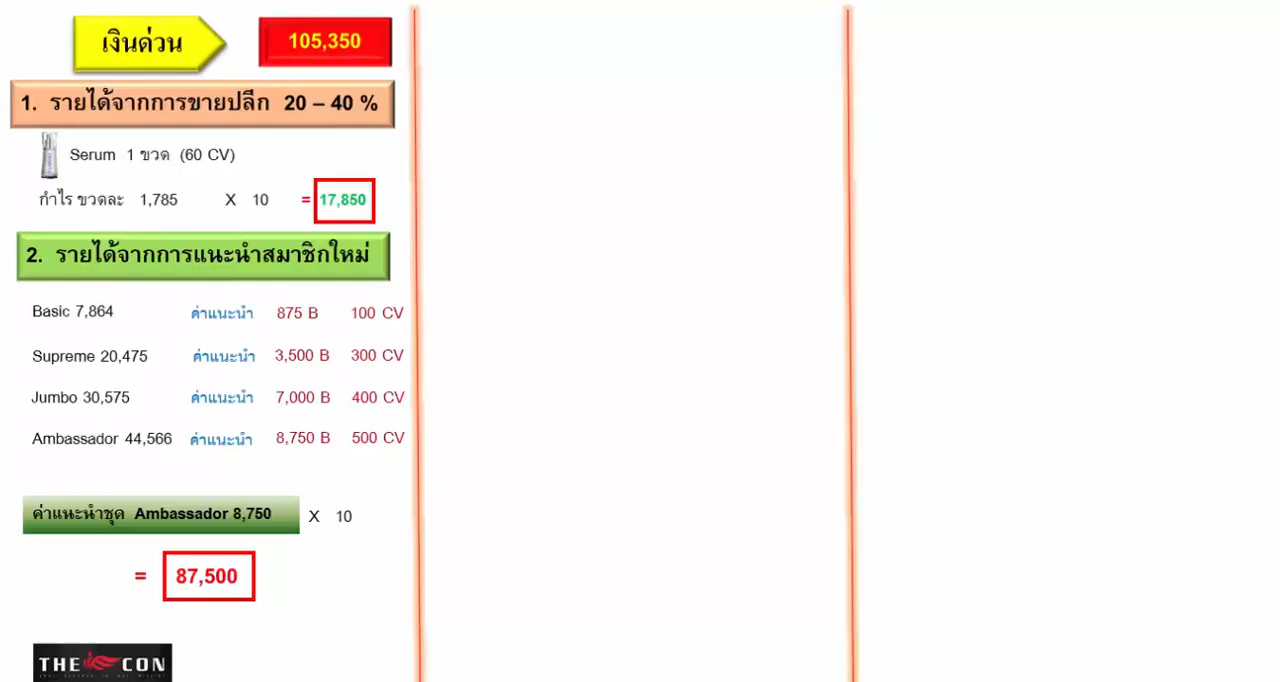 เงินด่วน 105,350
1. รายได้จากการขายปลีก 20 – 40 %
Serum 1 ขวด (60 CV)
กำไร ขวดละ 1,785 X 10 = 17,850
2. รายได้จากการแนะนำสมาชิกใหม่
Basic 7,864 ค่าแนะนำ 875 B 100 CV
Supreme 20,475 ค่าแนะนำ 3,500 B 300 CV
Jumbo 30,575 ค่าแนะนำ 7,000 B 400 CV
Ambassador 44,566 ค่าแนะนำ 8,750 B 500 CV
ค่าแนะนำชุด Ambassador 8,750 X 10
= 87,500
THE CON